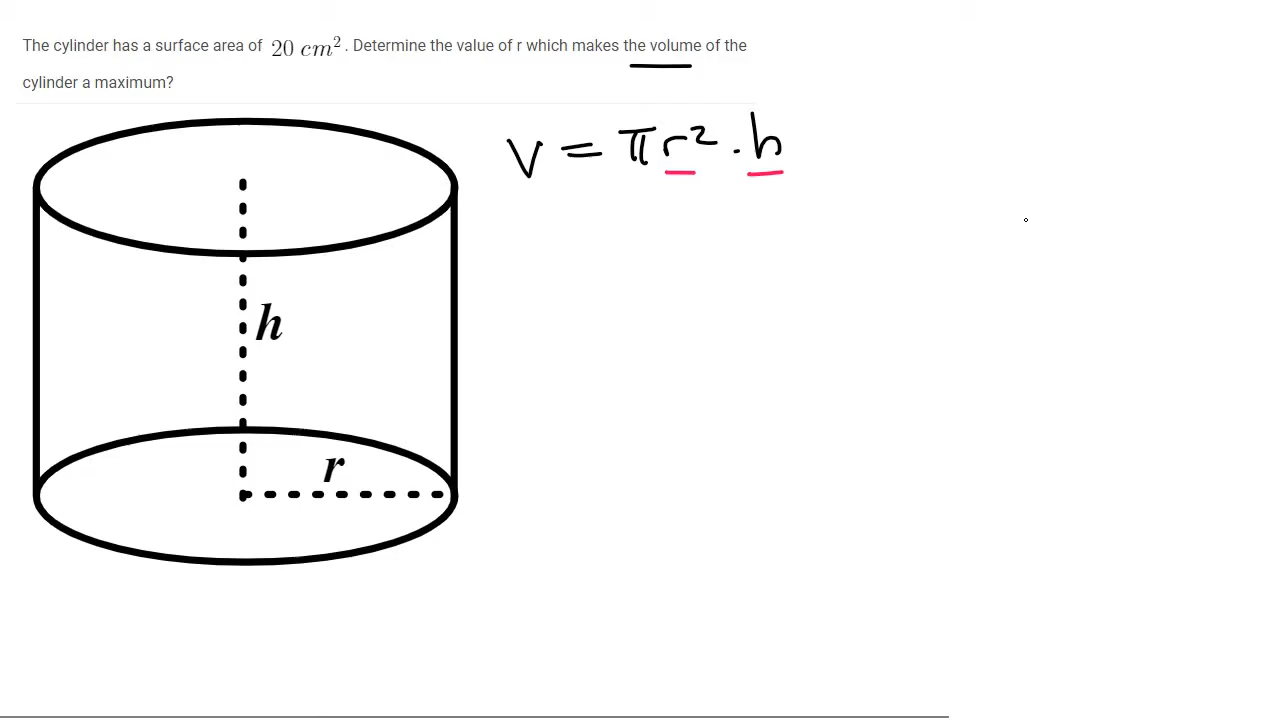 The cylinder has a surface area of 20 cm². Determine the value of r which makes the volume of the
cylinder a maximum?
V = πr² · h
h
r